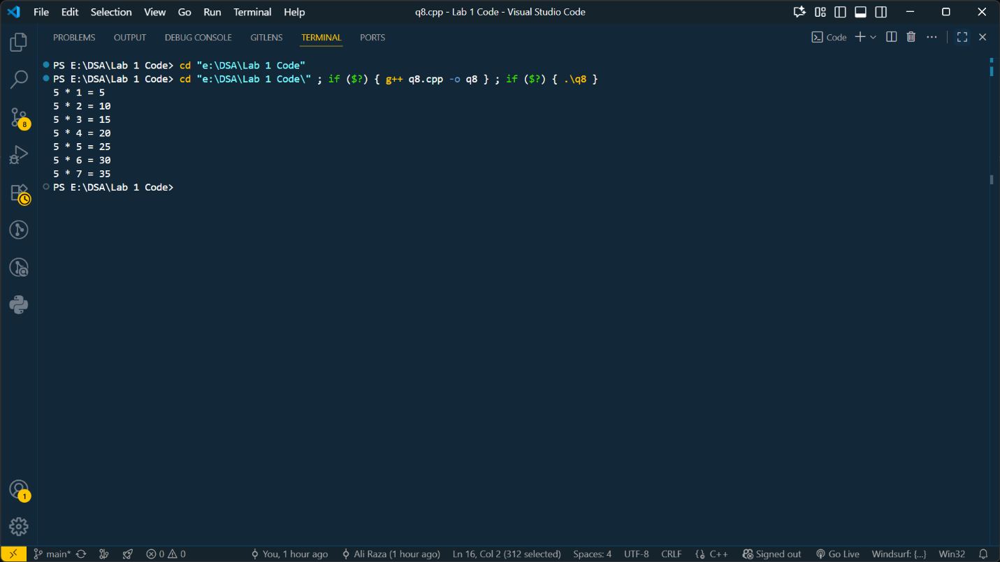 File Edit Selection View Go Run Terminal Help q8.cpp - Lab 1 Code - Visual Studio Code
PROBLEMS OUTPUT DEBUG CONSOLE GITLENS TERMINAL PORTS Code
PS E:\DSA\Lab 1 Code> cd "e:\DSA\Lab 1 Code"
PS E:\DSA\Lab 1 Code> cd "e:\DSA\Lab 1 Code\" ; if ($?) { g++ q8.cpp -o q8 } ; if ($?) { .\q8 }
5 * 1 = 5
5 * 2 = 10
5 * 3 = 15
5 * 4 = 20
5 * 5 = 25
5 * 6 = 30
5 * 7 = 35
PS E:\DSA\Lab 1 Code>
8
1
main* 0 0 You, 1 hour ago Ali Raza (1 hour ago) Ln 16, Col 2 (312 selected) Spaces: 4 UTF-8 CRLF C++ Signed out Go Live Windsurf: {...} Win32